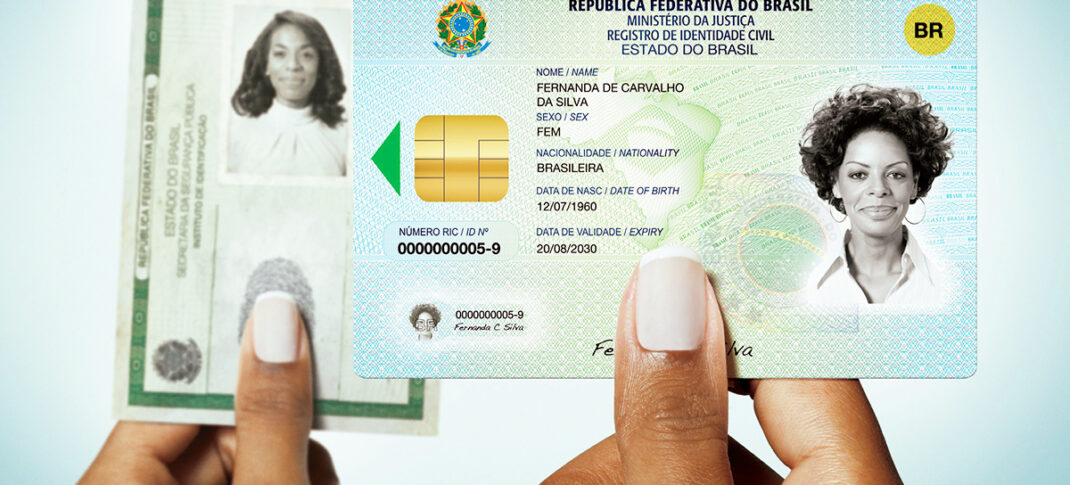 REPÚBLICA FEDERATIVA DO BRASIL
ESTADO DO BRASIL
SECRETARIA DA SEGURANÇA PÚBLICA
INSTITUTO DE IDENTIFICAÇÃO
REPÚBLICA FEDERATIVA DO BRASIL
MINISTÉRIO DA JUSTIÇA
REGISTRO DE IDENTIDADE CIVIL
ESTADO DO BRASIL
BR
NOME / NAME
FERNANDA DE CARVALHO
DA SILVA
SEXO / SEX
FEM
NACIONALIDADE / NATIONALITY
BRASILEIRA
DATA DE NASC / DATE OF BIRTH
12/07/1960
NÚMERO RIC / ID Nº
0000000005-9
DATA DE VALIDADE / EXPIRY
20/08/2030
0000000005-9
Fernanda C Silva